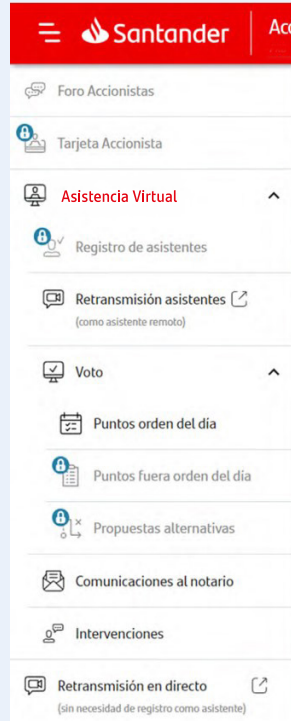 Santander
Acc
Foro Accionistas
Tarjeta Accionista
Asistencia Virtual
Registro de asistentes
Retransmisión asistentes
(como asistente remoto)
Voto
Puntos orden del día
Puntos fuera orden del día
Propuestas alternativas
Comunicaciones al notario
Intervenciones
Retransmisión en directo
(sin necesidad de registro como asistente)